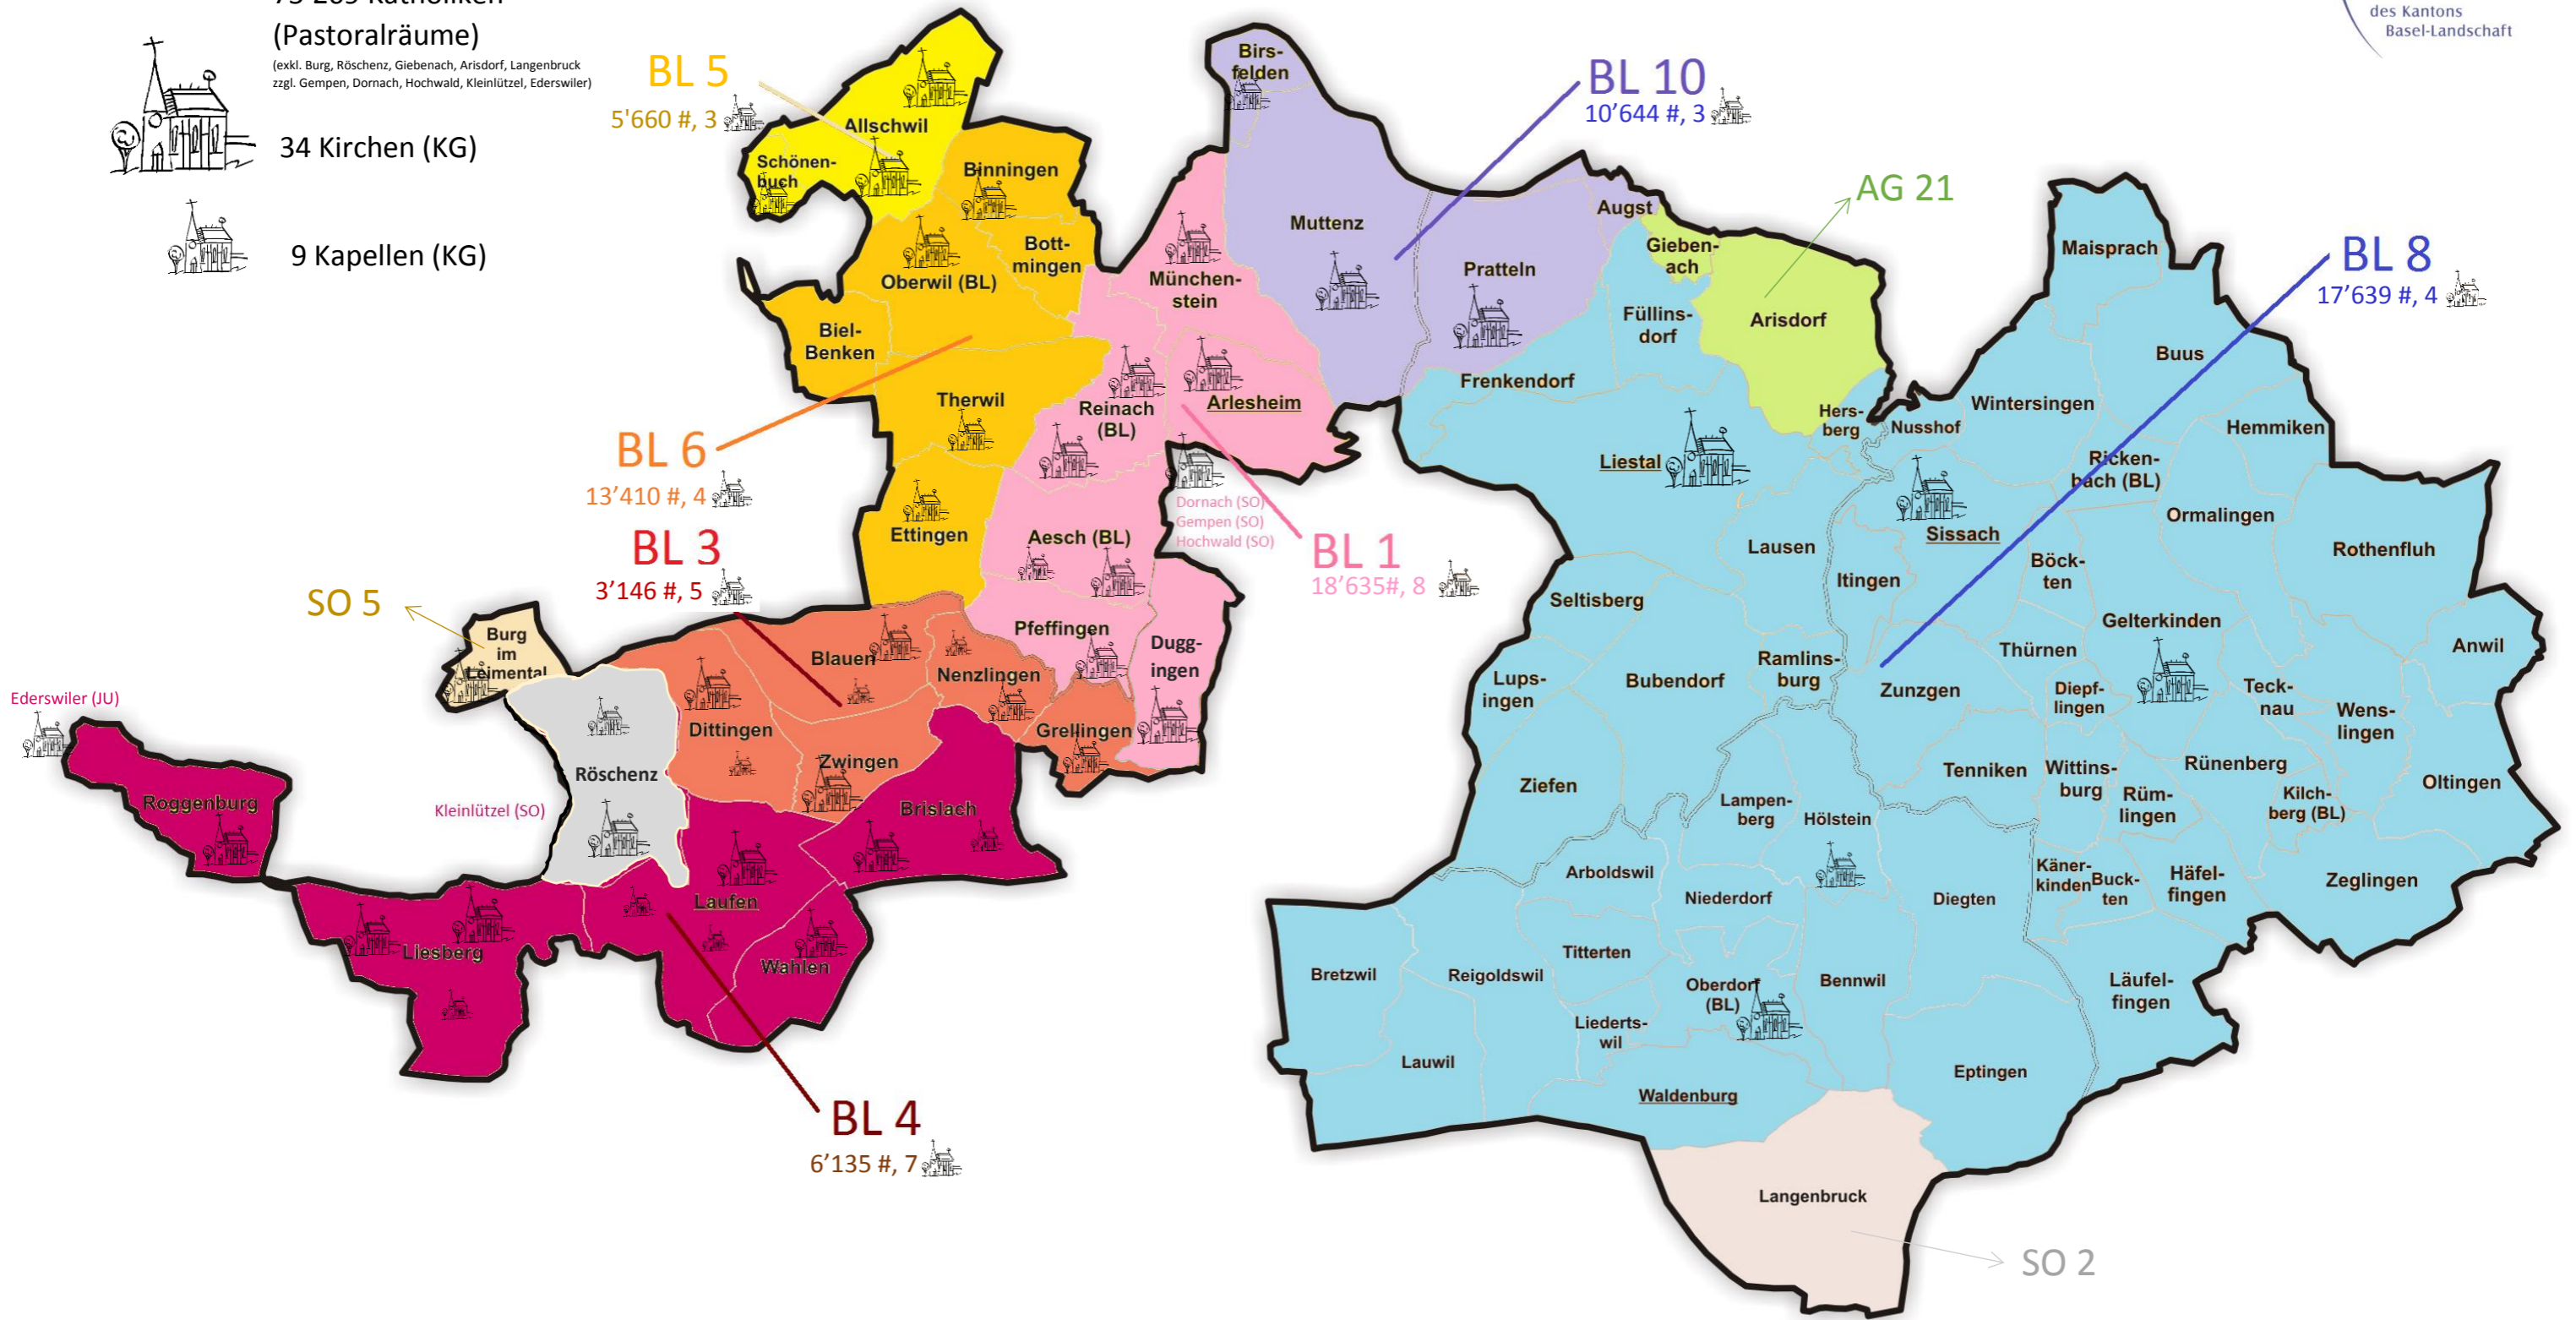 (Pastoralräume)
(exkl. Burg, Röschenz, Giebenach, Arisdorf, Langenbruck
zzgl. Gempen, Dornach, Hochwald, Kleinlützel, Ederswiler)
34 Kirchen (KG)
9 Kapellen (KG)
des Kantons
Basel-Landschaft
BL 5
5'660 #, 3
Allschwil
Schönen-
buch
Binningen
Bott-
mingen
Oberwil (BL)
Biel-
Benken
Therwil
Ettingen
BL 6
13’410 #, 4
BL 3
3’146 #, 5
Birs-
felden
BL 10
10’644 #, 3
Muttenz
Pratteln
Augst
München-
stein
Arlesheim
Reinach
(BL)
Aesch (BL)
Pfeffingen
Dugg-
ingen
Dornach (SO)
Gempen (SO)
Hochwald (SO)
BL 1
18’635#, 8
AG 21
Gieben-
ach
Arisdorf
BL 8
17’639 #, 4
Maisprach
Buus
Wintersingen
Hemmiken
Füllins-
dorf
Frenkendorf
Hers-
berg
Nusshof
Ricken-
bach (BL)
Liestal
Sissach
Ormalingen
Rothenfluh
Lausen
Itingen
Böck-
ten
Seltisberg
Gelterkinden
Anwil
Thürnen
Lups-
ingen
Bubendorf
Ramlins-
burg
Zunzgen
Diepf-
lingen
Teck-
nau
Wens-
lingen
Ziefen
Tenniken
Wittins-
burg
Rüm-
lingen
Rünenberg
Kilch-
berg (BL)
Oltingen
Lampen-
berg
Hölstein
Arboldswil
Niederdorf
Diegten
Käner-
kinden
Buck-
ten
Häfel-
fingen
Zeglingen
Bretzwil
Reigoldswil
Titterten
Oberdorf
(BL)
Bennwil
Läufel-
fingen
Lauwil
Liederts-
wil
Waldenburg
Eptingen
Langenbruck
SO 2
SO 5
Burg
im
Leimental
Ederswiler (JU)
Roggenburg
Kleinlützel (SO)
Röschenz
Blauen
Nenzlingen
Dittingen
Zwingen
Grellingen
Brislach
Laufen
Liesberg
Wahlen
BL 4
6’135 #, 7